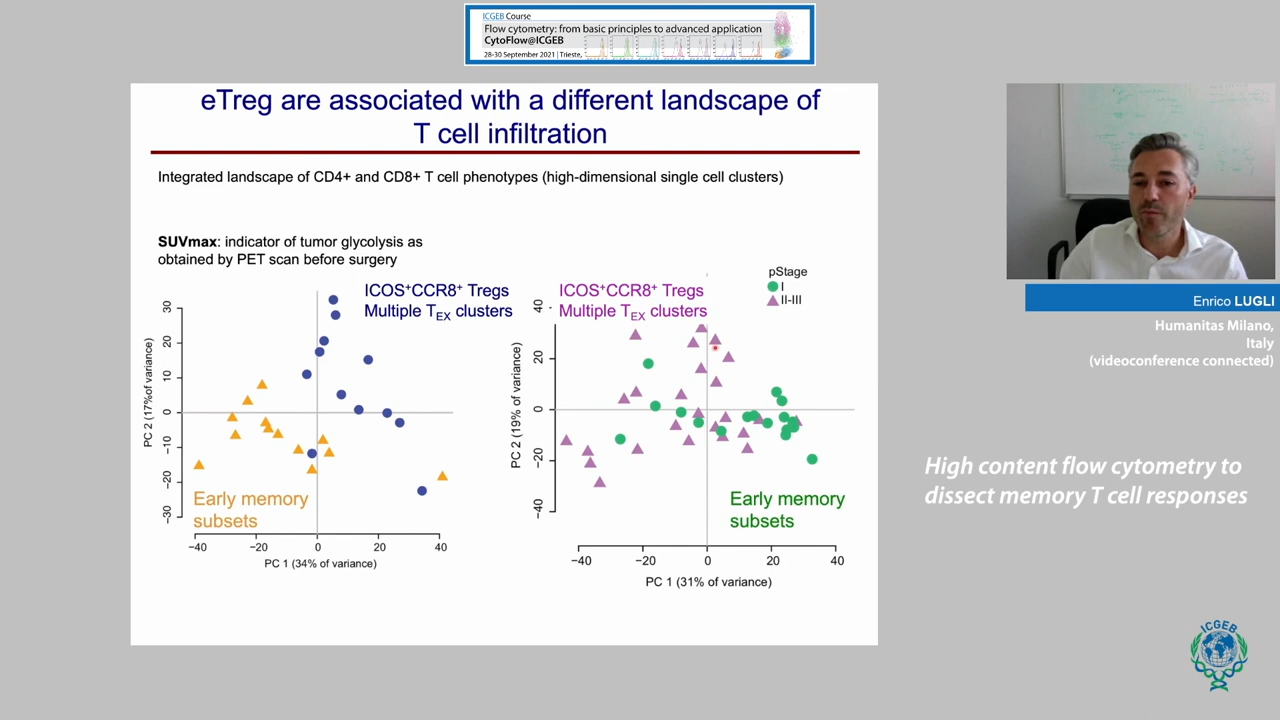 ICGEB Course
Flow cytometry: from basic principles to advanced application
CytoFlow@ICGEB
28-30 September 2021 | Trieste,
eTreg are associated with a different landscape of
T cell infiltration
Integrated landscape of CD4+ and CD8+ T cell phenotypes (high-dimensional single cell clusters)
SUVmax: indicator of tumor glycolysis as
obtained by PET scan before surgery
ICOS⁺CCR8⁺ Tregs
Multiple T_EX clusters
PC 2 (17%of variance)
30
20
10
0
−10
−20
−30
Early memory
subsets
−40
−20
0
20
40
PC 1 (34% of variance)
ICOS⁺CCR8⁺ Tregs
Multiple T_EX clusters
pStage
I
II-III
PC 2 (19% of variance)
40
20
0
−20
−40
Early memory
subsets
−40
−20
0
20
40
PC 1 (31% of variance)
Enrico LUGLI
Humanitas Milano,
Italy
(videoconference connected)
High content flow cytometry to
dissect memory T cell responses
ICGEB